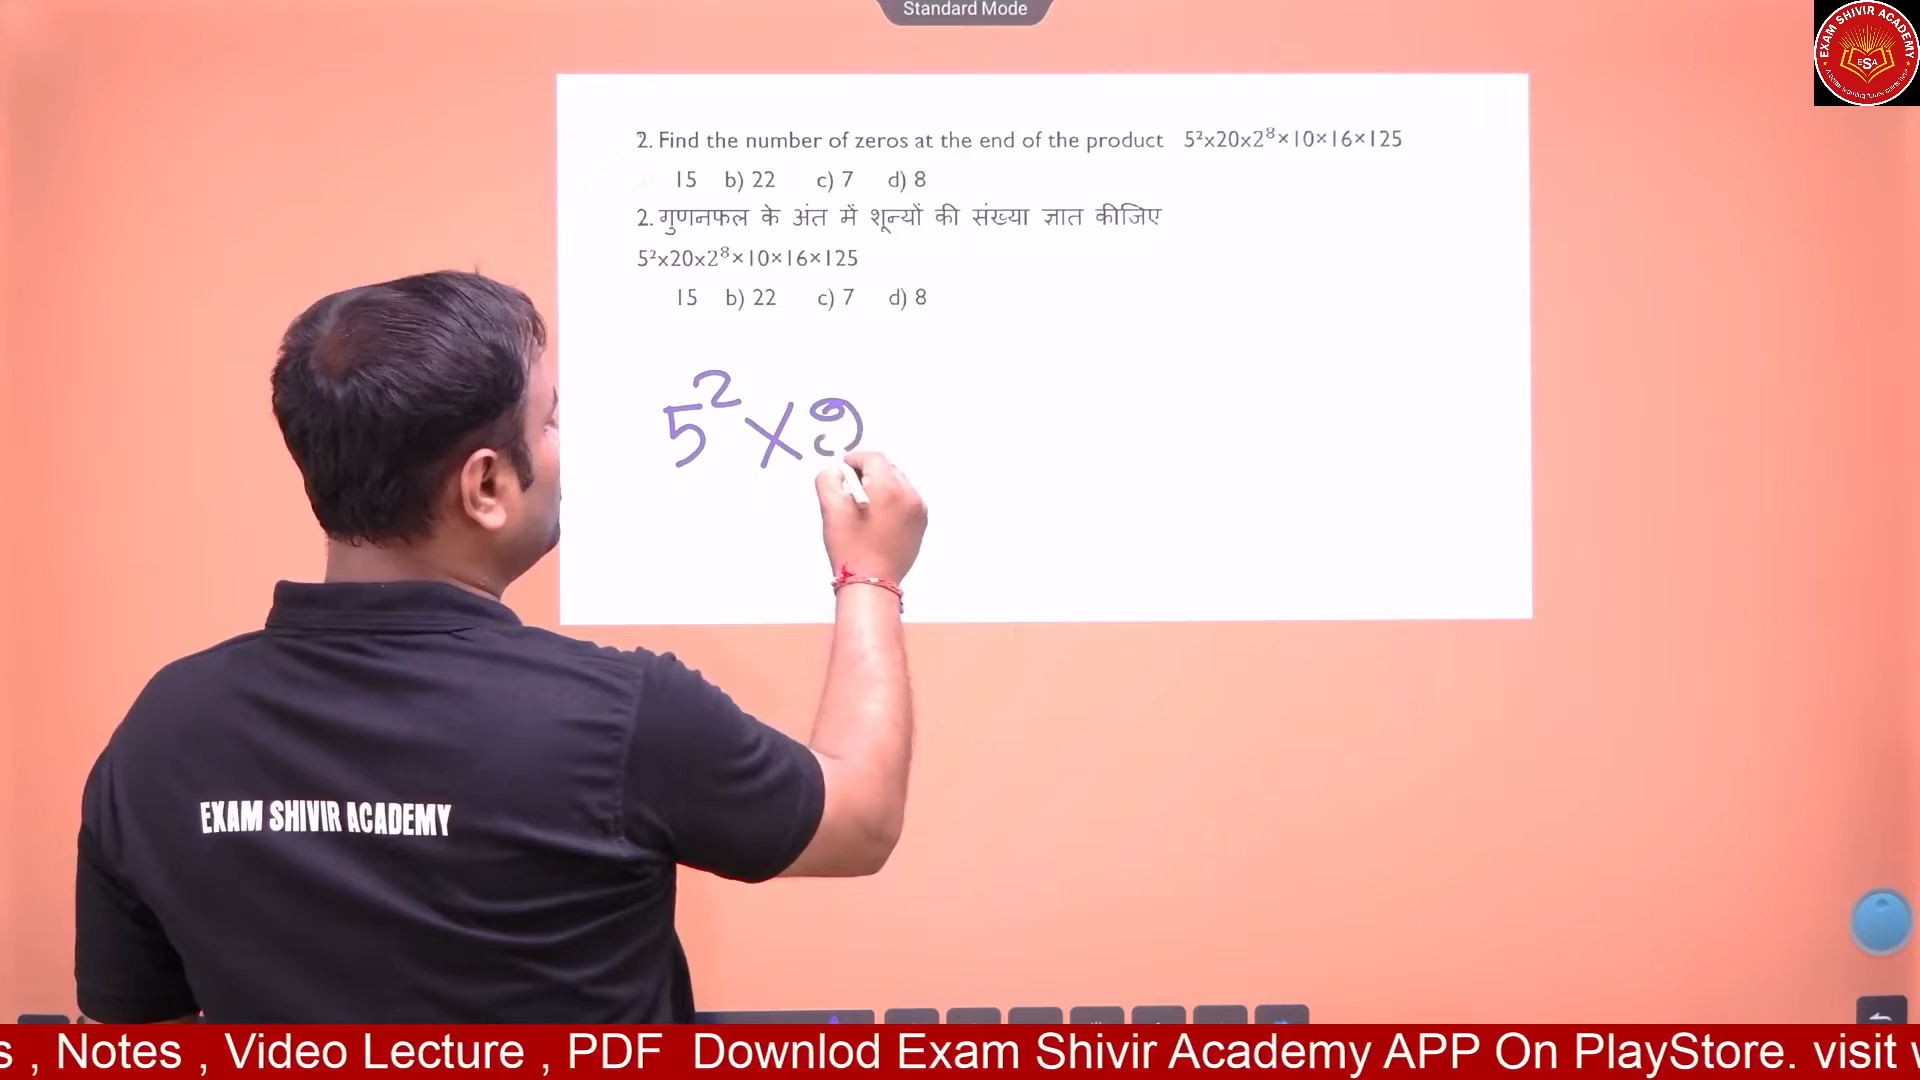 Standard Mode
EXAM SHIVIR ACADEMY
ESA
2. Find the number of zeros at the end of the product 5²x20x2⁸×10×16×125
15 b) 22 c) 7 d) 8
2. गुणनफल के अंत में शून्यों की संख्या ज्ञात कीजिए
5²x20x2⁸×10×16×125
15 b) 22 c) 7 d) 8
5² ×
EXAM SHIVIR ACADEMY
s , Notes , Video Lecture , PDF Downlod Exam Shivir Academy APP On PlayStore. visit